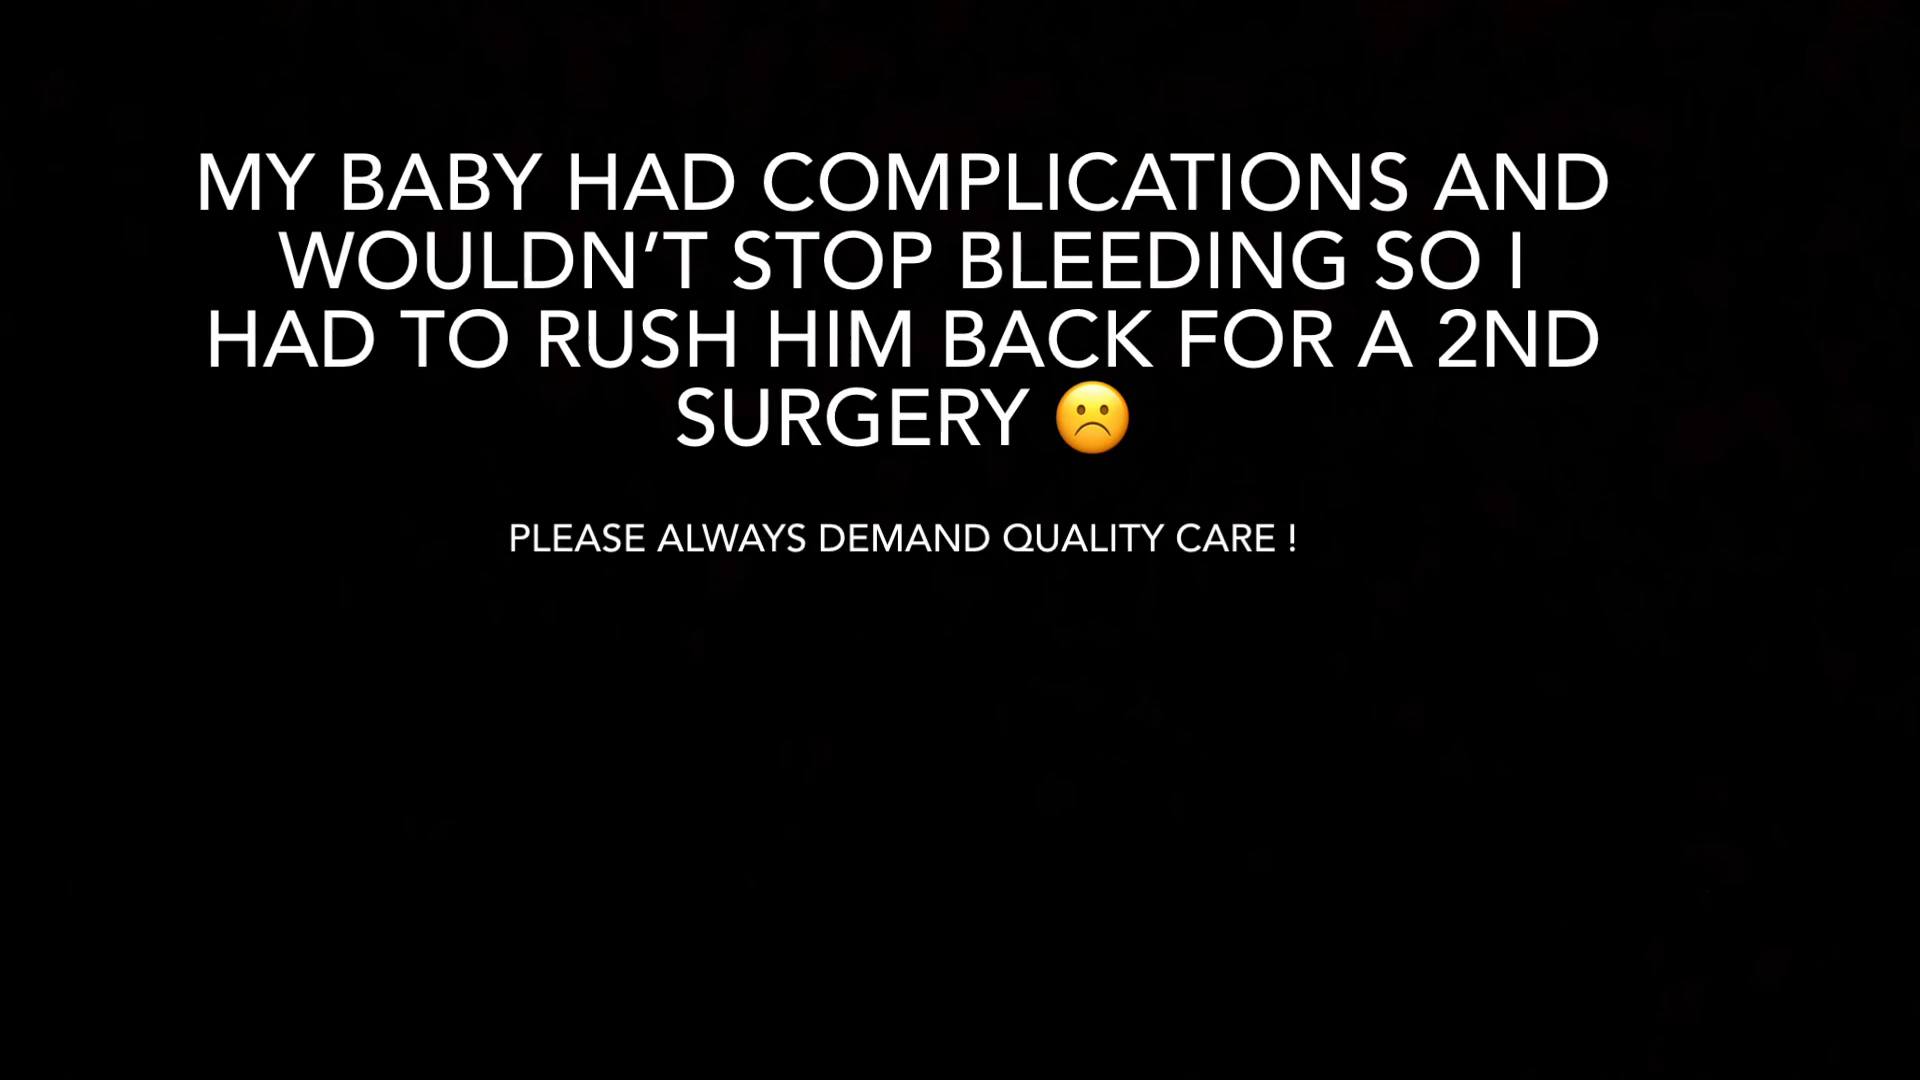 MY BABY HAD COMPLICATIONS AND
WOULDN’T STOP BLEEDING SO I
HAD TO RUSH HIM BACK FOR A 2ND
SURGERY ☹️
PLEASE ALWAYS DEMAND QUALITY CARE !